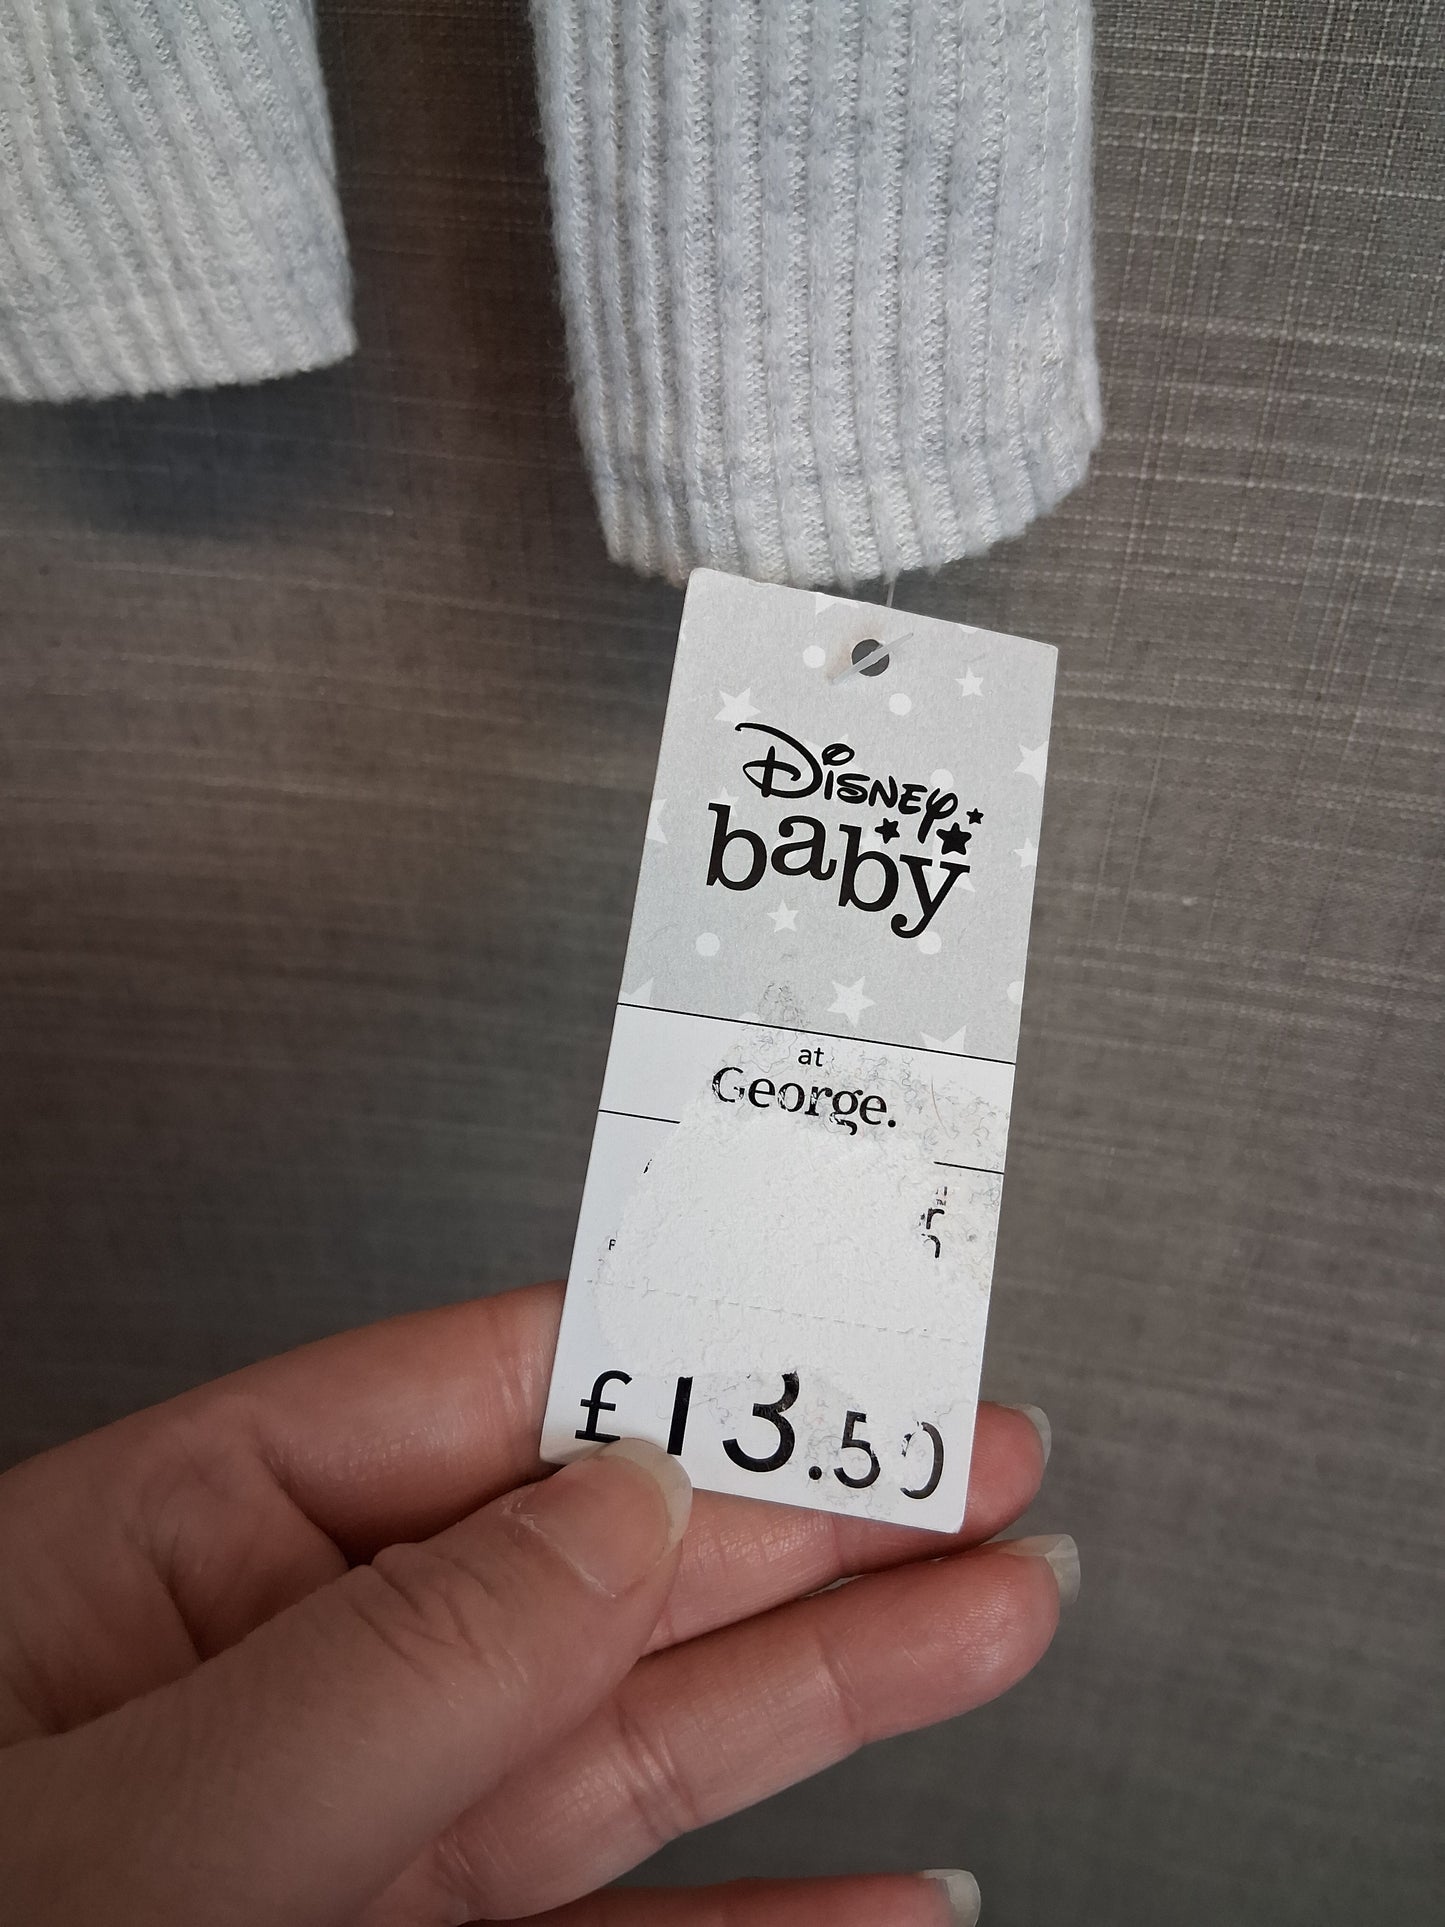 Disney
baby
at
George.
£13.50